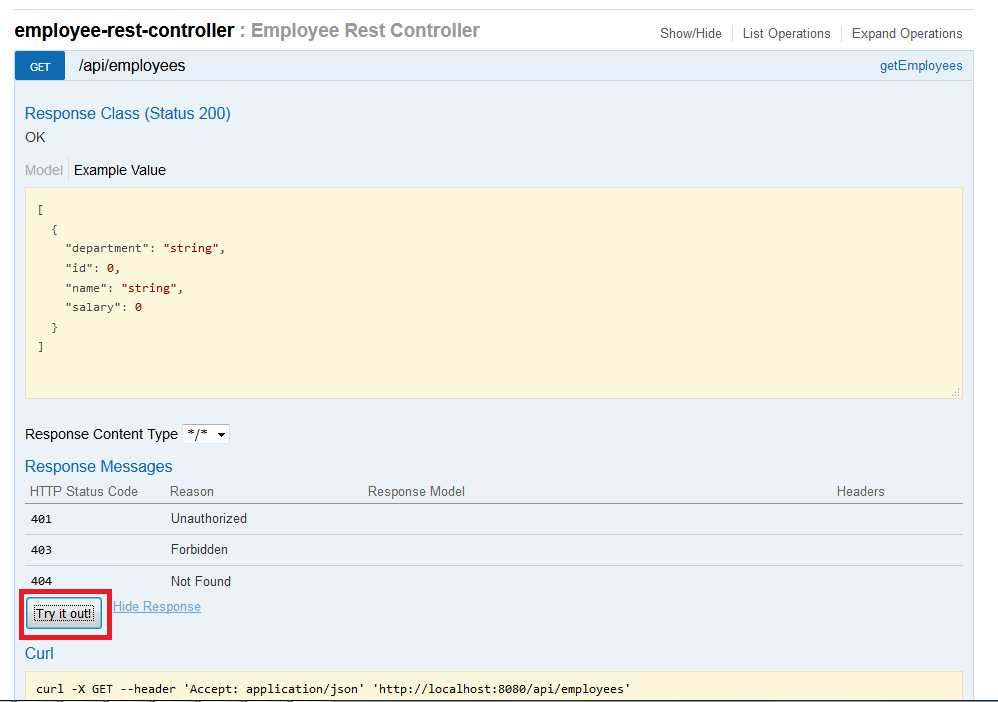 employee-rest-controller : Employee Rest Controller Show/Hide List Operations Expand Operations
GET /api/employees getEmployees
Response Class (Status 200)
OK
Model Example Value
[
{
"department": "string",
"id": 0,
"name": "string",
"salary": 0
}
]
Response Content Type */*
Response Messages
HTTP Status Code Reason Response Model Headers
401 Unauthorized
403 Forbidden
404 Not Found
Try it out! Hide Response
Curl
curl -X GET --header 'Accept: application/json' 'http://localhost:8080/api/employees'